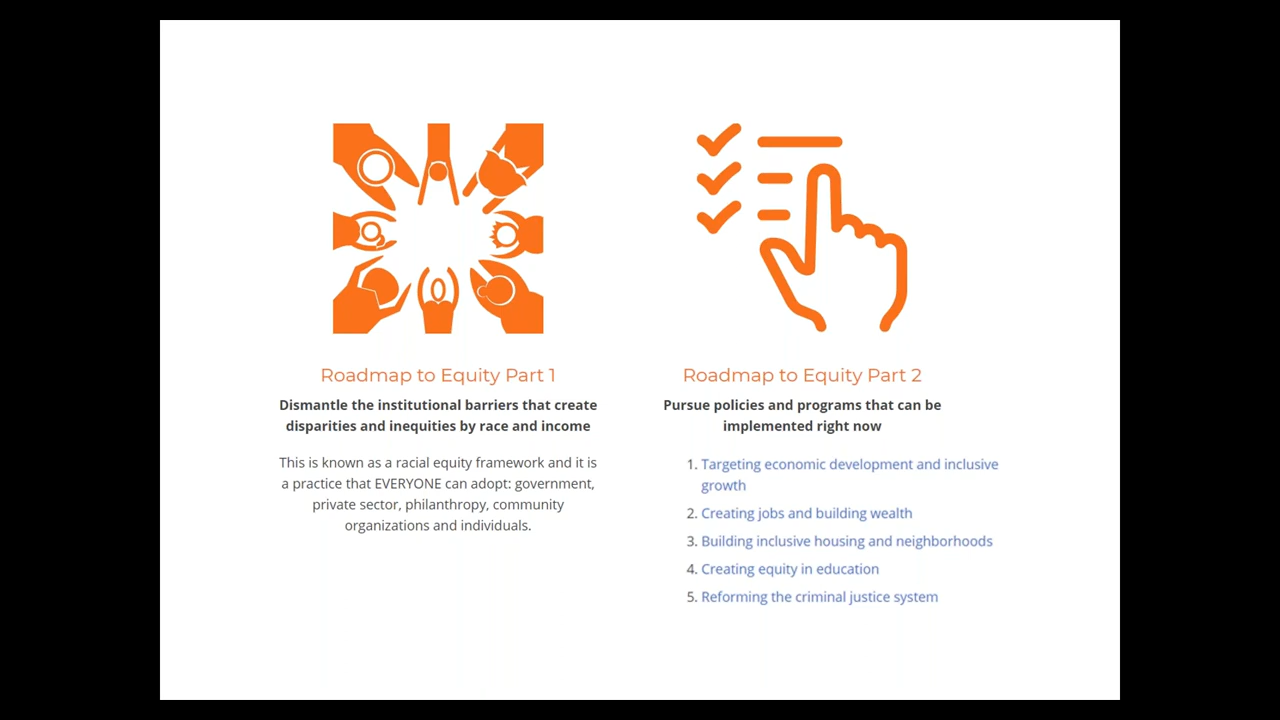 Roadmap to Equity Part 1
Dismantle the institutional barriers that create
disparities and inequities by race and income
This is known as a racial equity framework and it is
a practice that EVERYONE can adopt: government,
private sector, philanthropy, community
organizations and individuals.
Roadmap to Equity Part 2
Pursue policies and programs that can be
implemented right now
1. Targeting economic development and inclusive
growth
2. Creating jobs and building wealth
3. Building inclusive housing and neighborhoods
4. Creating equity in education
5. Reforming the criminal justice system